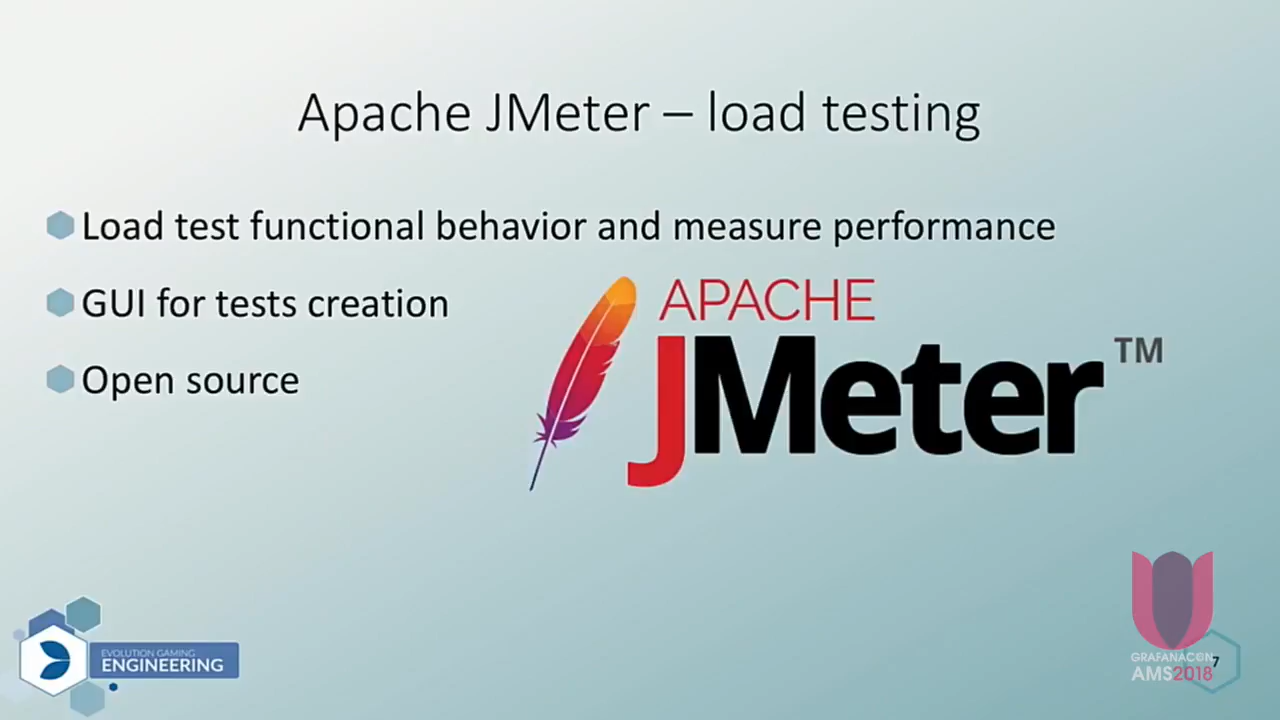 Apache JMeter – load testing
Load test functional behavior and measure performance
GUI for tests creation
Open source
APACHE
JMeter™
EVOLUTION GAMING
ENGINEERING
GRAFANACON
AMS2018
7